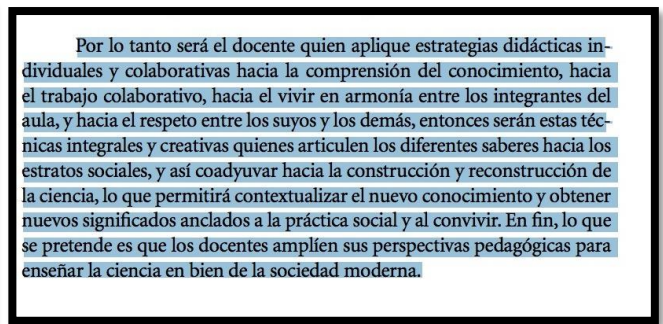 Por lo tanto será el docente quien aplique estrategias didácticas in-
dividuales y colaborativas hacia la comprensión del conocimiento, hacia
el trabajo colaborativo, hacia el vivir en armonía entre los integrantes del
aula, y hacia el respeto entre los suyos y los demás, entonces serán estas téc-
nicas integrales y creativas quienes articulen los diferentes saberes hacia los
estratos sociales, y así coadyuvar hacia la construcción y reconstrucción de
la ciencia, lo que permitirá contextualizar el nuevo conocimiento y obtener
nuevos significados anclados a la práctica social y al convivir. En fin, lo que
se pretende es que los docentes amplíen sus perspectivas pedagógicas para
enseñar la ciencia en bien de la sociedad moderna.